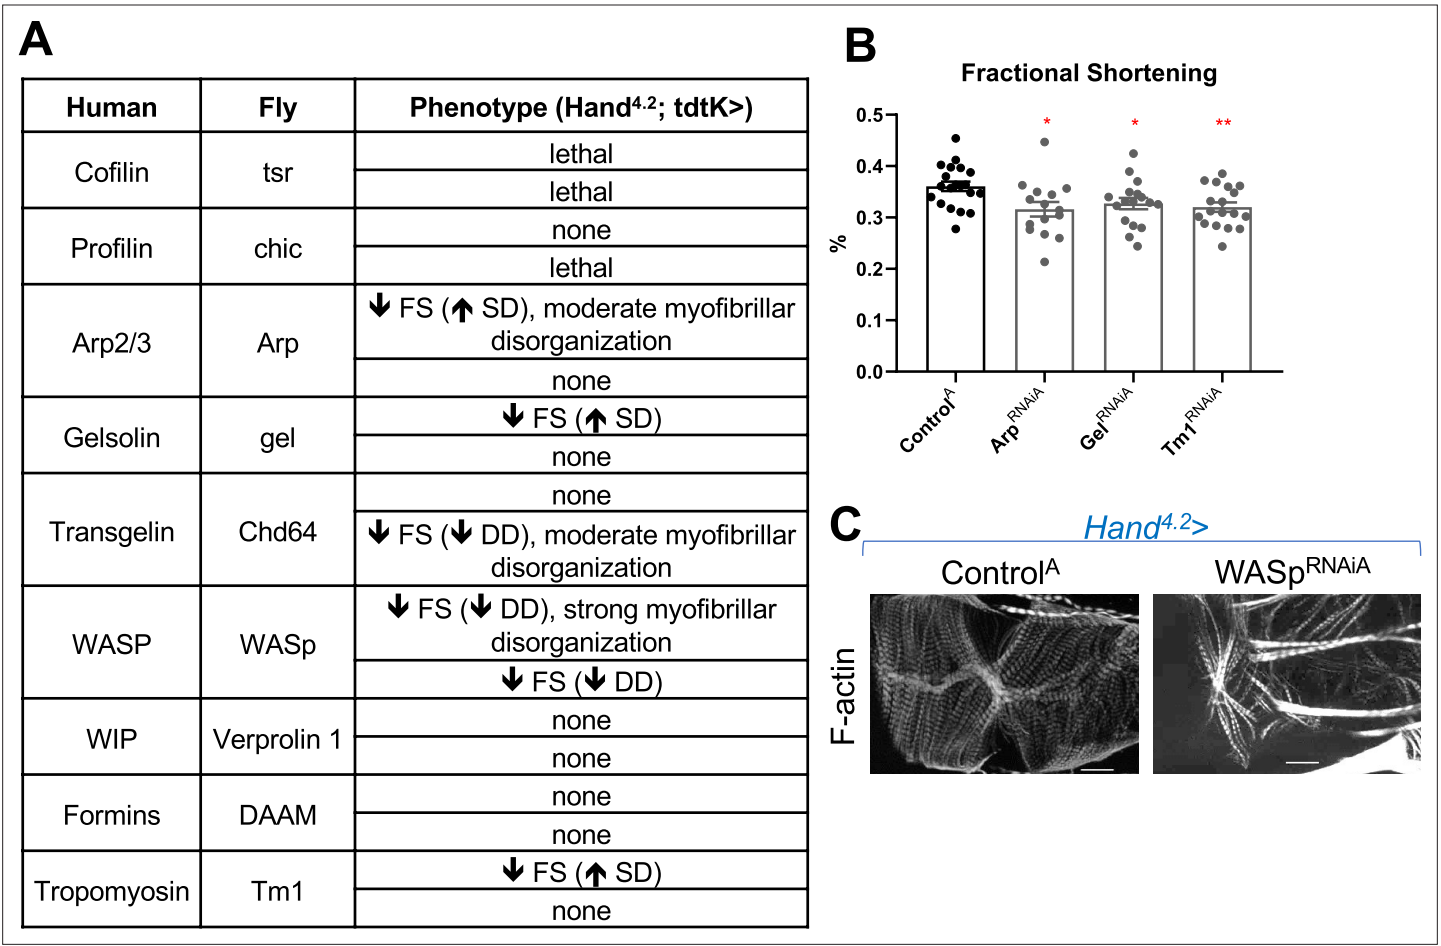 A
Human Fly Phenotype (Hand4.2; tdtK>)
Cofilin tsr lethal
lethal
Profilin chic none
lethal
Arp2/3 Arp 🡫 FS (🡩 SD), moderate myofibrillar
disorganization
none
Gelsolin gel 🡫 FS (🡩 SD)
none
Transgelin Chd64 none
🡫 FS (🡫 DD), moderate myofibrillar
disorganization
WASP WASp 🡫 FS (🡫 DD), strong myofibrillar
disorganization
🡫 FS (🡫 DD)
WIP Verprolin 1 none
none
Formins DAAM none
none
Tropomyosin Tm1 🡫 FS (🡩 SD)
none
B
Fractional Shortening
%
0.5
0.4
0.3
0.2
0.1
0.0
* * **
ControlA
ArpRNAiA
GelRNAiA
Tm1RNAiA
C
Hand4.2>
ControlA WASpRNAiA
F-actin